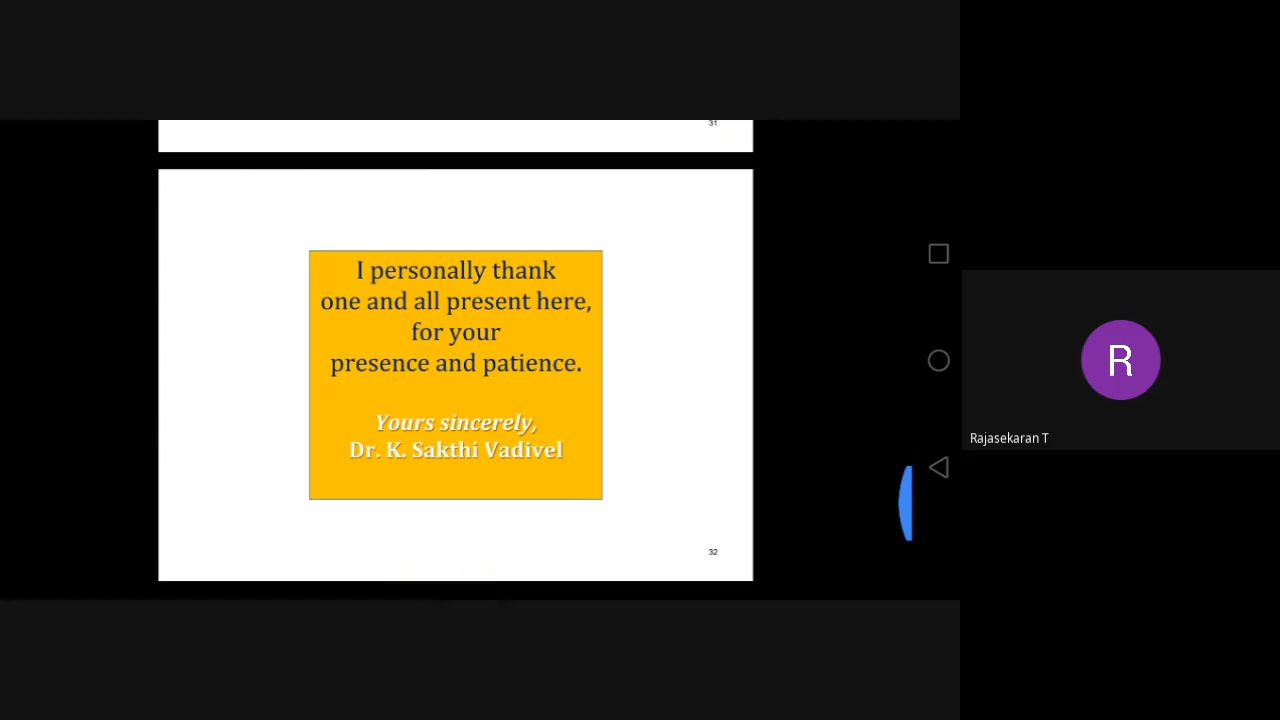 31
I personally thank
one and all present here,
for your
presence and patience.
Yours sincerely,
Dr. K. Sakthi Vadivel
32
R
Rajasekaran T